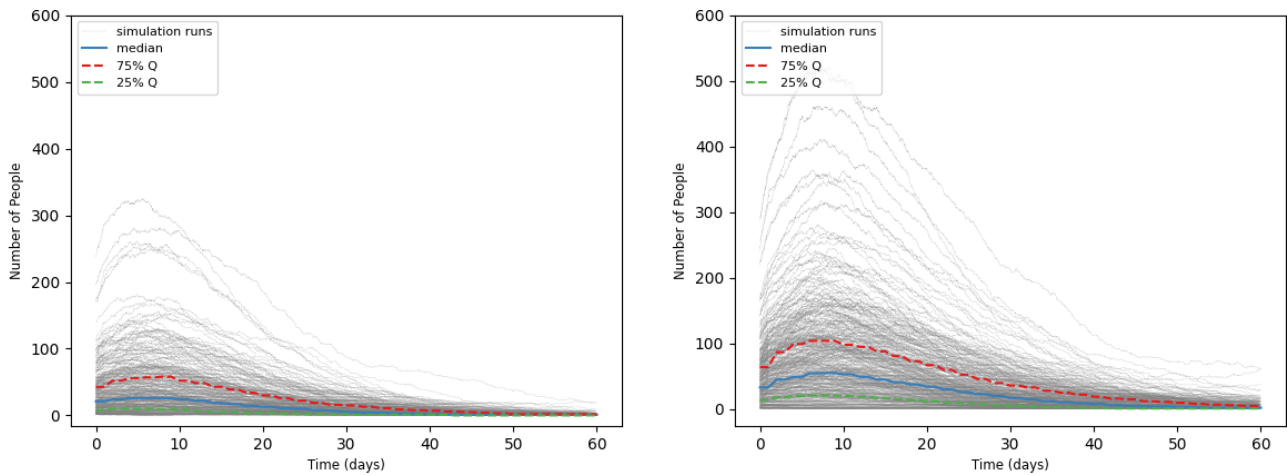 600
500
400
300
200
100
0
Number of People
simulation runs
median
75% Q
25% Q
0 10 20 30 40 50 60
Time (days)
600
500
400
300
200
100
0
Number of People
simulation runs
median
75% Q
25% Q
0 10 20 30 40 50 60
Time (days)